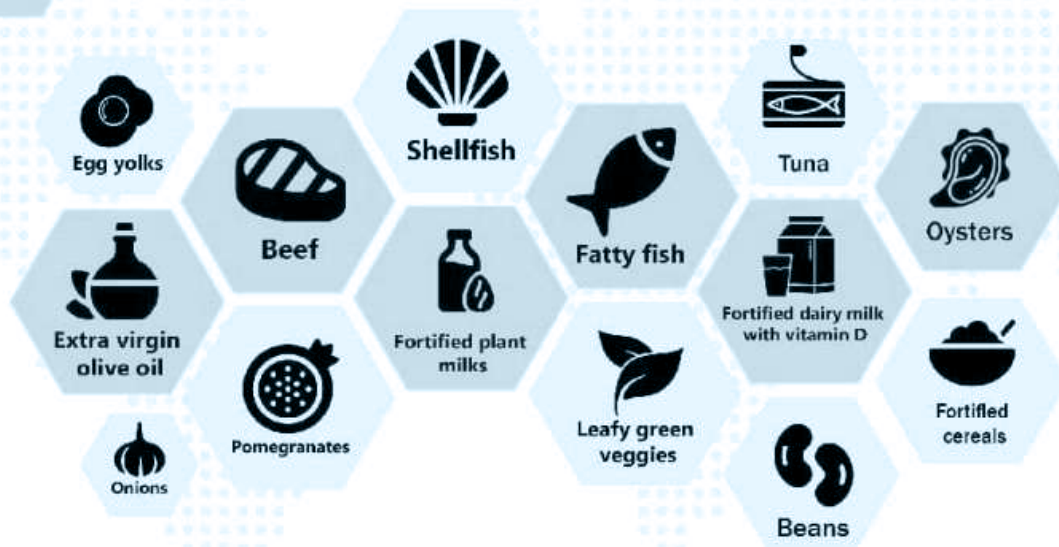 Egg yolks
Beef
Shellfish
Fatty fish
Tuna
Oysters
Extra virgin
olive oil
Fortified plant
milks
Fortified dairy milk
with vitamin D
Pomegranates
Leafy green
veggies
Fortified
cereals
Onions
Beans